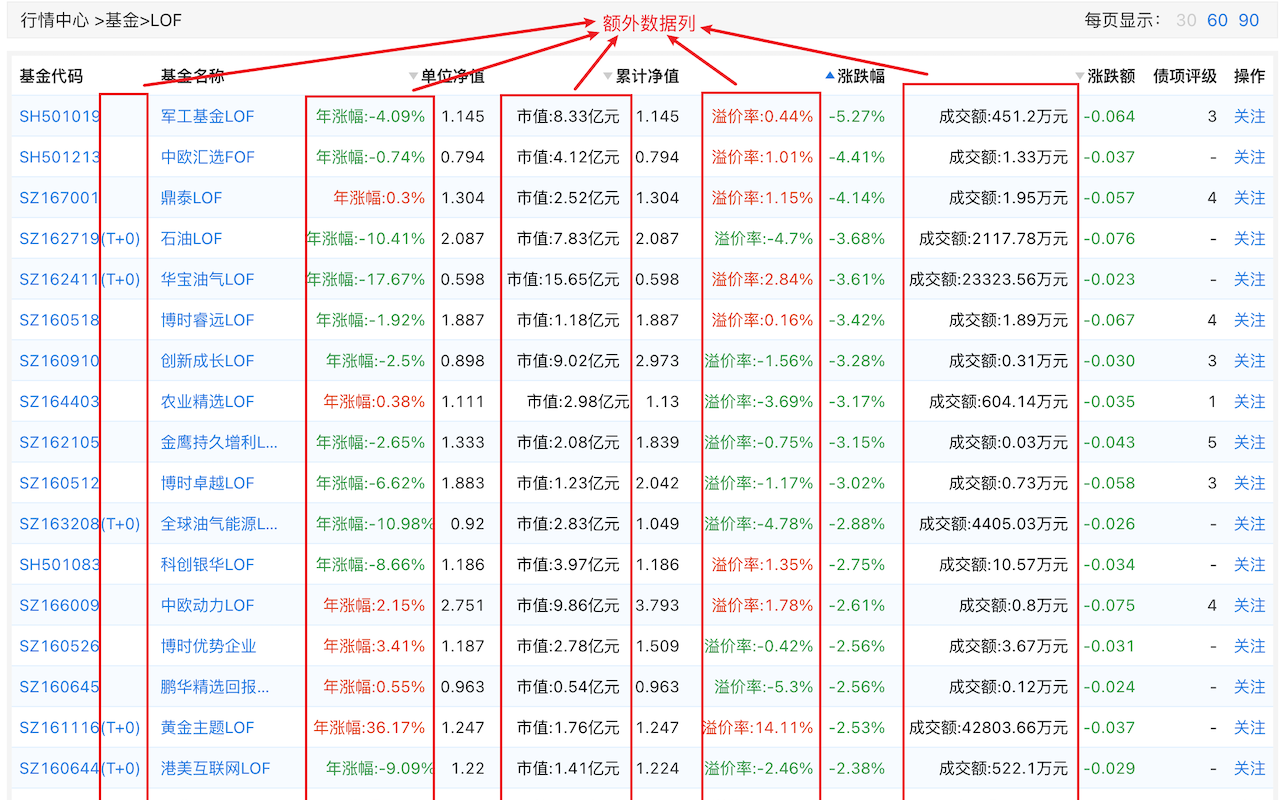 行情中心 >基金>LOF 额外数据列 每页显示： 30 60 90
基金代码 基金名称 单位净值 累计净值 涨跌幅 涨跌额 债项评级 操作
SH501019 军工基金LOF 年涨幅:-4.09% 1.145 市值:8.33亿元 1.145 溢价率:0.44% -5.27% 成交额:451.2万元 -0.064 3 关注
SH501213 中欧汇选FOF 年涨幅:-0.74% 0.794 市值:4.12亿元 0.794 溢价率:1.01% -4.41% 成交额:1.33万元 -0.037 - 关注
SZ167001 鼎泰LOF 年涨幅:0.3% 1.304 市值:2.52亿元 1.304 溢价率:1.15% -4.14% 成交额:1.95万元 -0.057 4 关注
SZ162719(T+0) 石油LOF 年涨幅:-10.41% 2.087 市值:7.83亿元 2.087 溢价率:-4.7% -3.68% 成交额:2117.78万元 -0.076 - 关注
SZ162411(T+0) 华宝油气LOF 年涨幅:-17.67% 0.598 市值:15.65亿元 0.598 溢价率:2.84% -3.61% 成交额:23323.56万元 -0.023 - 关注
SZ160518 博时睿远LOF 年涨幅:-1.92% 1.887 市值:1.18亿元 1.887 溢价率:0.16% -3.42% 成交额:1.89万元 -0.067 4 关注
SZ160910 创新成长LOF 年涨幅:-2.5% 0.898 市值:9.02亿元 2.973 溢价率:-1.56% -3.28% 成交额:0.31万元 -0.030 3 关注
SZ164403 农业精选LOF 年涨幅:0.38% 1.111 市值:2.98亿元 1.13 溢价率:-3.69% -3.17% 成交额:604.14万元 -0.035 1 关注
SZ162105 金鹰持久增利L... 年涨幅:-2.65% 1.333 市值:2.08亿元 1.839 溢价率:-0.75% -3.15% 成交额:0.03万元 -0.043 5 关注
SZ160512 博时卓越LOF 年涨幅:-6.62% 1.883 市值:1.23亿元 2.042 溢价率:-1.17% -3.02% 成交额:0.73万元 -0.058 3 关注
SZ163208(T+0) 全球油气能源L... 年涨幅:-10.98% 0.92 市值:2.83亿元 1.049 溢价率:-4.78% -2.88% 成交额:4405.03万元 -0.026 - 关注
SH501083 科创银华LOF 年涨幅:-8.66% 1.186 市值:3.97亿元 1.186 溢价率:1.35% -2.75% 成交额:10.57万元 -0.034 - 关注
SZ166009 中欧动力LOF 年涨幅:2.15% 2.751 市值:9.86亿元 3.793 溢价率:1.78% -2.61% 成交额:0.8万元 -0.075 4 关注
SZ160526 博时优势企业 年涨幅:3.41% 1.187 市值:2.78亿元 1.509 溢价率:-0.42% -2.56% 成交额:3.67万元 -0.031 - 关注
SZ160645 鹏华精选回报... 年涨幅:0.55% 0.963 市值:0.54亿元 0.963 溢价率:-5.3% -2.56% 成交额:0.12万元 -0.024 - 关注
SZ161116(T+0) 黄金主题LOF 年涨幅:36.17% 1.247 市值:1.76亿元 1.247 溢价率:14.11% -2.53% 成交额:42803.66万元 -0.037 - 关注
SZ160644(T+0) 港美互联网LOF 年涨幅:-9.09% 1.22 市值:1.41亿元 1.224 溢价率:-2.46% -2.38% 成交额:522.1万元 -0.029 - 关注